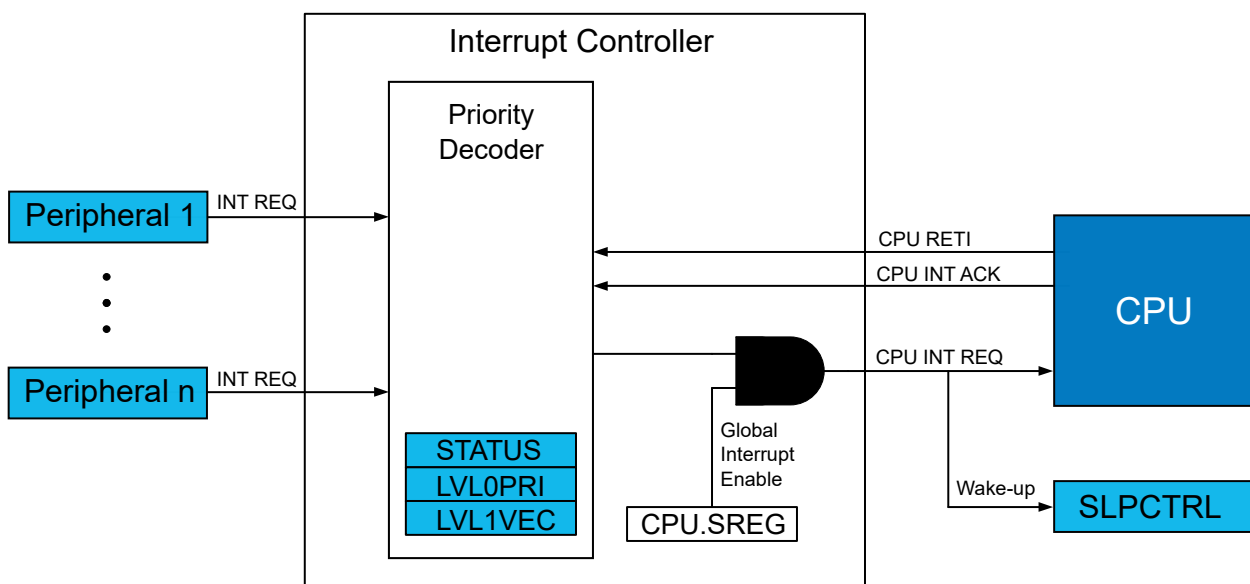 Interrupt Controller
Priority
Decoder
Peripheral 1
INT REQ
Peripheral n
INT REQ
STATUS
LVL0PRI
LVL1VEC
CPU RETI
CPU INT ACK
CPU INT REQ
CPU
Global
Interrupt
Enable
CPU.SREG
Wake-up
SLPCTRL